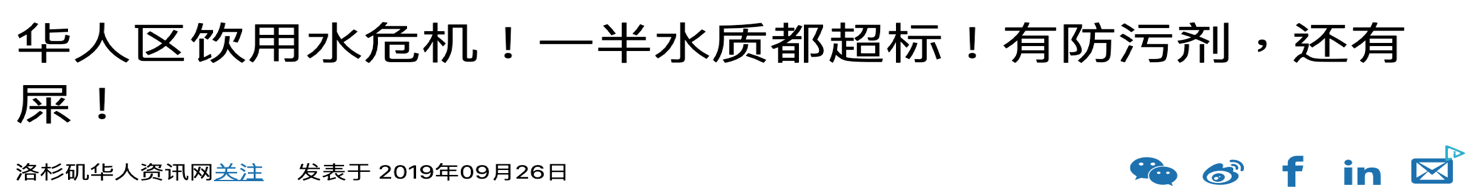 华人区饮用水危机！一半水质都超标！有防污剂，还有
屎！
洛杉矶华人资讯网关注 发表于 2019年09月26日